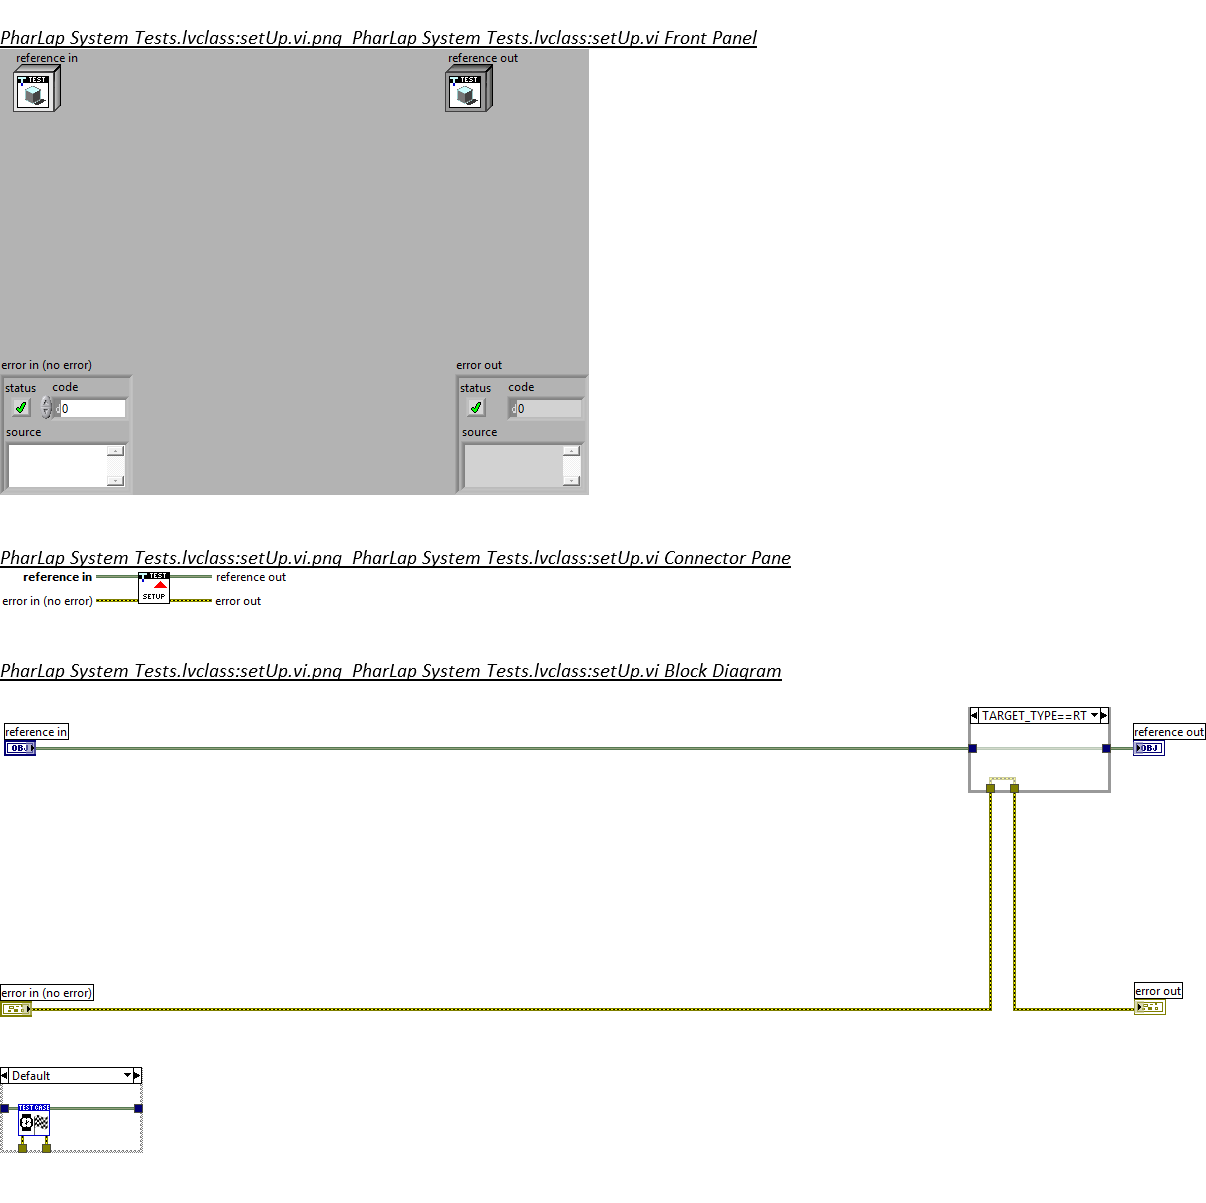 PharLap System Tests.lvclass:setUp.vi.png PharLap System Tests.lvclass:setUp.vi Front Panel
reference in
reference out
TEST
TEST
error in (no error)
error out
status code
status code
d 0
d 0
source
source
PharLap System Tests.lvclass:setUp.vi.png PharLap System Tests.lvclass:setUp.vi Connector Pane
reference in
TEST
reference out
error in (no error)
SETUP
error out
PharLap System Tests.lvclass:setUp.vi.png PharLap System Tests.lvclass:setUp.vi Block Diagram
TARGET_TYPE==RT
reference in
reference out
OBJ
OBJ
error in (no error)
error out
Default
TEST CASE